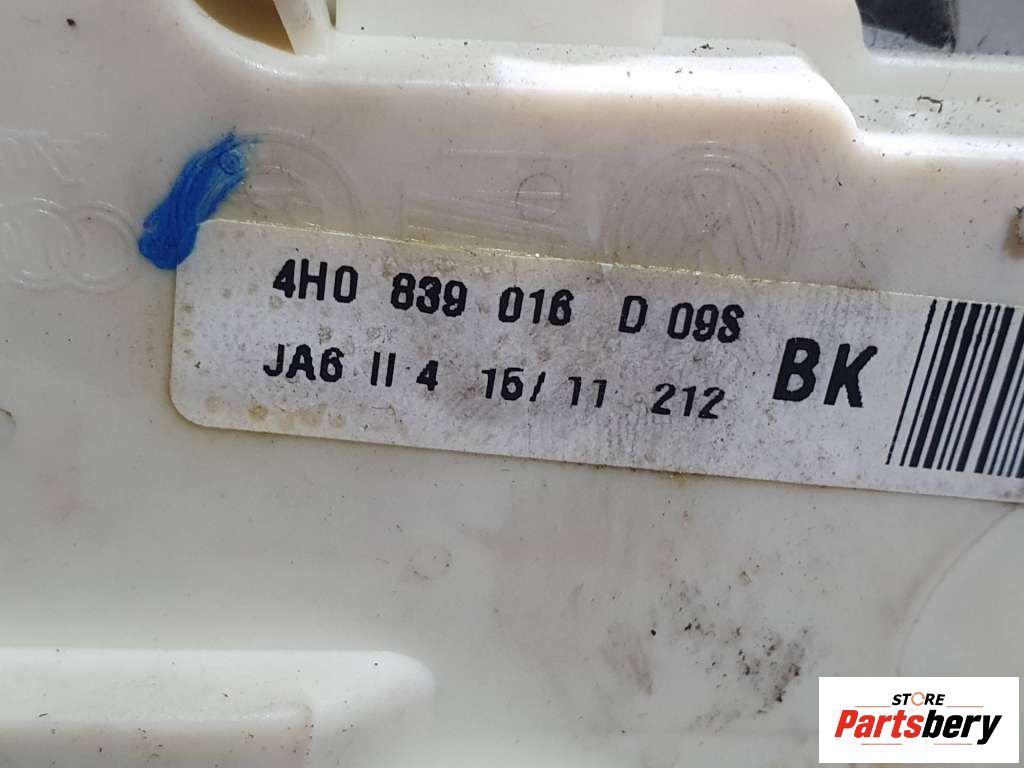 4H0 839 016 D 09S
JA6 II 4 15/ 11 212
BK
STORE
Partsbery